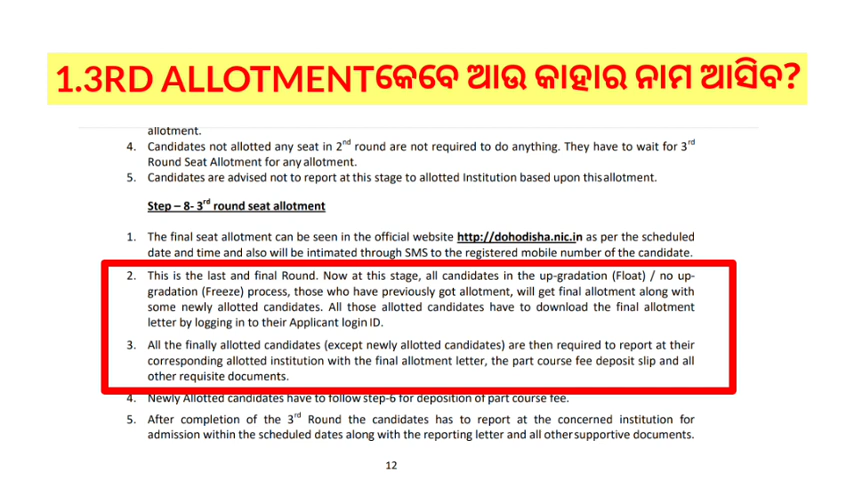 1.3RD ALLOTMENTକେବେ ଆଉ କାହାର ନାମ ଆସିବ?
allotment.
4. Candidates not allotted any seat in 2nd round are not required to do anything. They have to wait for 3rd
Round Seat Allotment for any allotment.
5. Candidates are advised not to report at this stage to allotted Institution based upon thisallotment.
Step – 8- 3rd round seat allotment
1. The final seat allotment can be seen in the official website http://dohodisha.nic.in as per the scheduled
date and time and also will be intimated through SMS to the registered mobile number of the candidate.
2. This is the last and final Round. Now at this stage, all candidates in the up-gradation (Float) / no up-
gradation (Freeze) process, those who have previously got allotment, will get final allotment along with
some newly allotted candidates. All those allotted candidates have to download the final allotment
letter by logging in to their Applicant login ID.
3. All the finally allotted candidates (except newly allotted candidates) are then required to report at their
corresponding allotted institution with the final allotment letter, the part course fee deposit slip and all
other requisite documents.
4. Newly Allotted candidates have to follow step-6 for deposition of part course fee.
5. After completion of the 3rd Round the candidates has to report at the concerned institution for
admission within the scheduled dates along with the reporting letter and all other supportive documents.
12